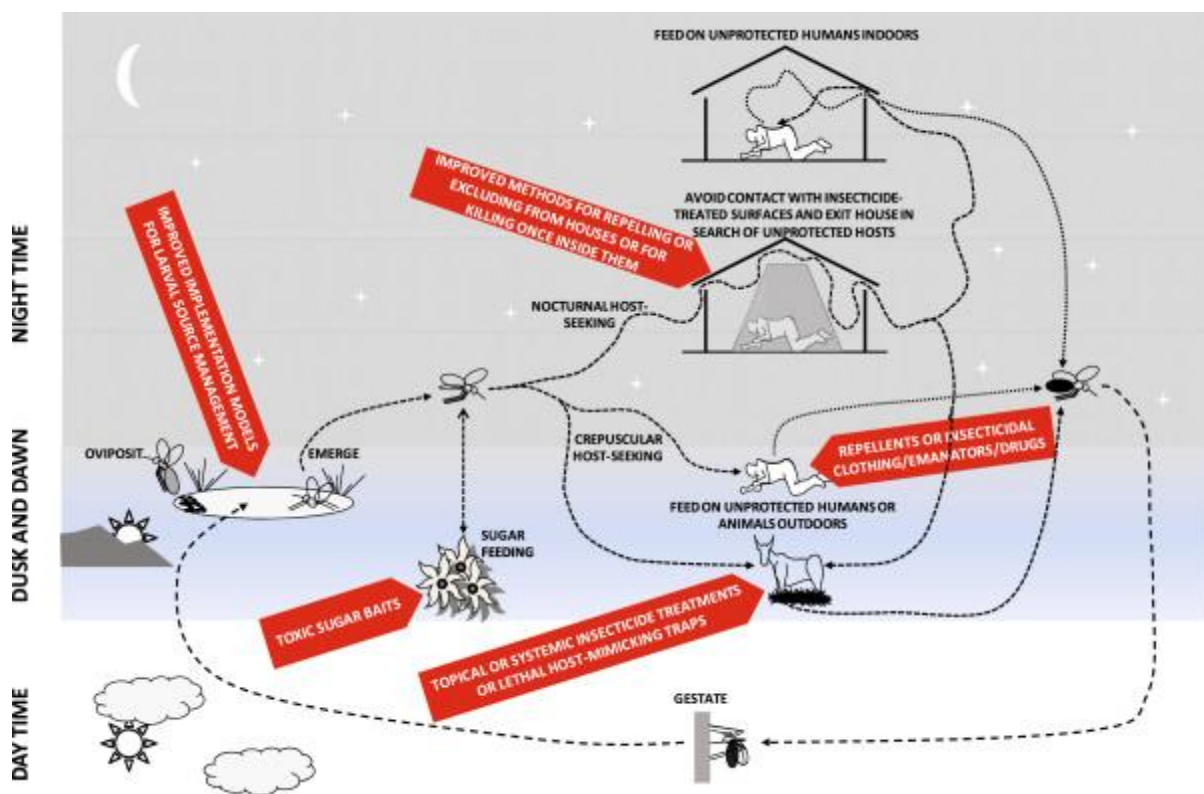 FEED ON UNPROTECTED HUMANS INDOORS
IMPROVED METHODS FOR REPELLING OR
EXCLUDING FROM HOUSES OR FOR
KILLING ONCE INSIDE THEM
AVOID CONTACT WITH INSECTICIDE-
TREATED SURFACES AND EXIT HOUSE IN
SEARCH OF UNPROTECTED HOSTS
IMPROVED IMPLEMENTATION MODELS
FOR LARVAL SOURCE MANAGEMENT
NIGHT TIME
NOCTURNAL HOST-
SEEKING
OVIPOSIT
EMERGE
CREPUSCULAR
HOST-SEEKING
REPELLENTS OR INSECTICIDAL
CLOTHING/EMANATORS/DRUGS
DUSK AND DAWN
FEED ON UNPROTECTED HUMANS OR
ANIMALS OUTDOORS
SUGAR
FEEDING
TOXIC SUGAR BAITS
TOPICAL OR SYSTEMIC INSECTICIDE TREATMENTS
OR LETHAL HOST-MIMICKING TRAPS
DAY TIME
GESTATE